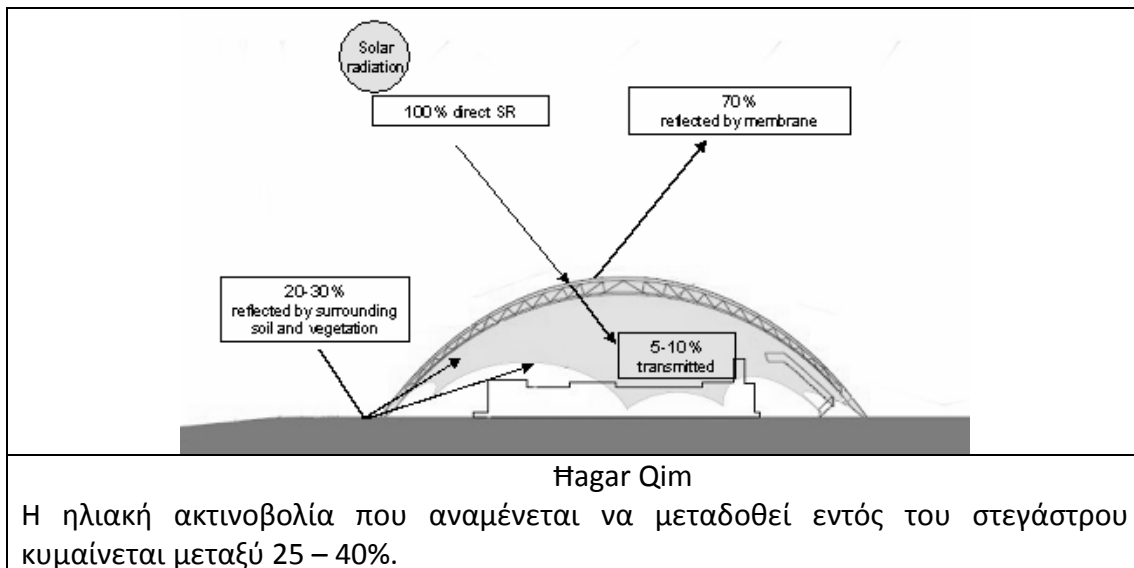 Solar
radiation
100% direct SR
70%
reflected by membrane
20-30%
reflected by surrounding
soil and vegetation
5-10%
transmitted
Ħagar Qim
Η ηλιακή ακτινοβολία που αναμένεται να μεταδοθεί εντός του στεγάστρου
κυμαίνεται μεταξύ 25 – 40%.